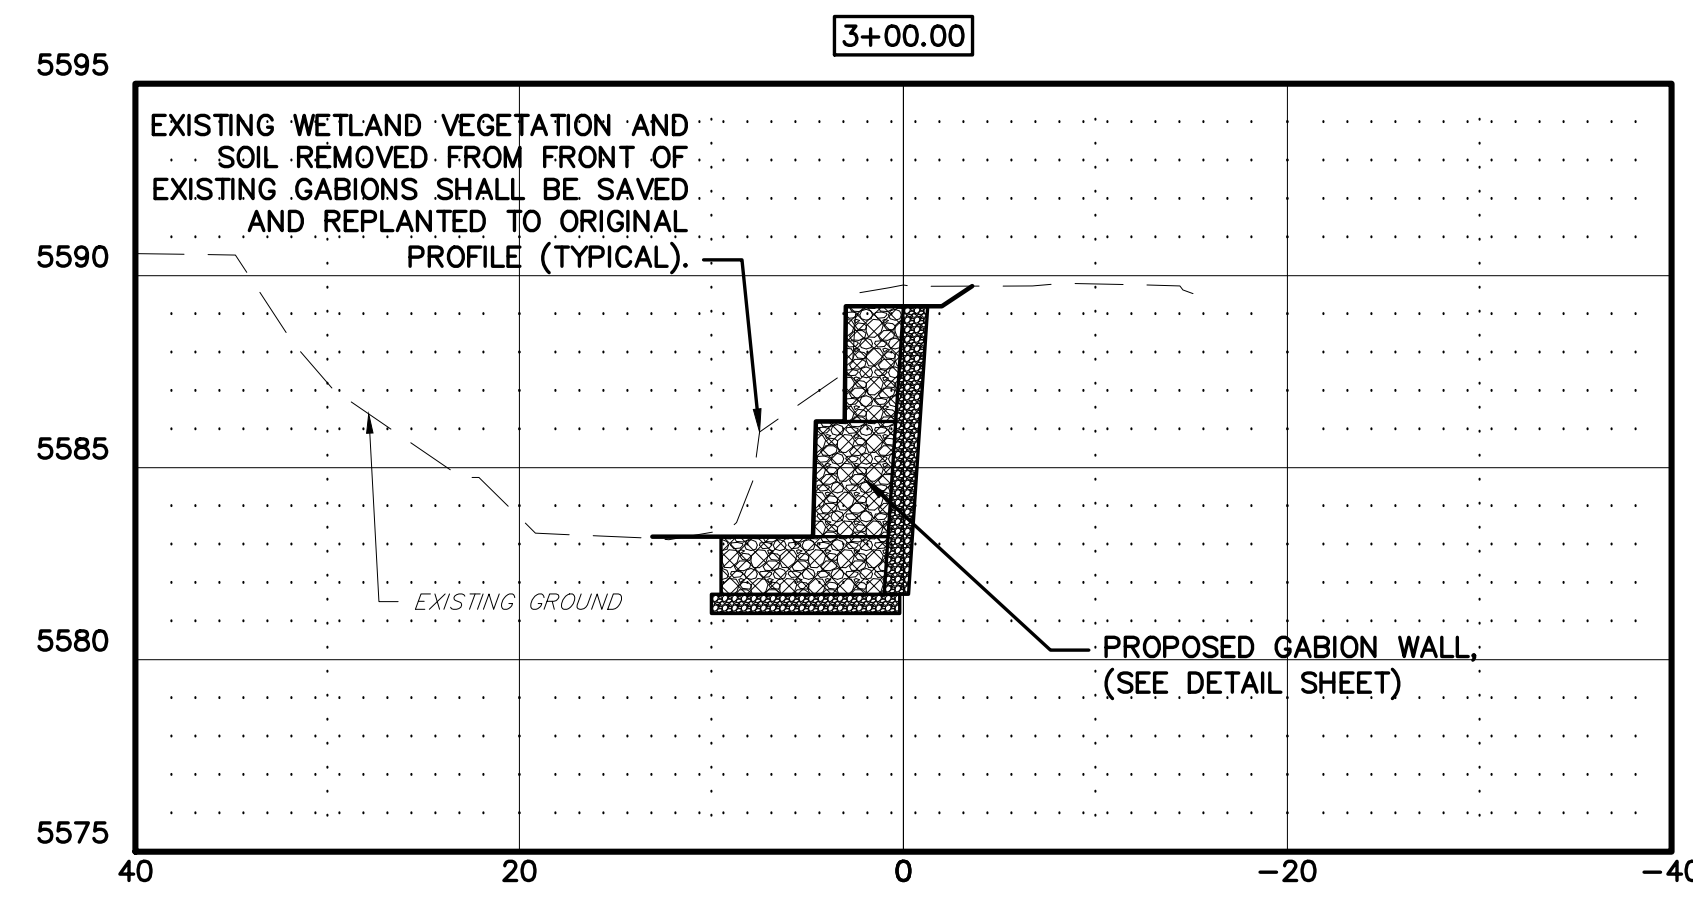 3+00.00
5595
EXISTING WETLAND VEGETATION AND
SOIL REMOVED FROM FRONT OF
EXISTING GABIONS SHALL BE SAVED
AND REPLANTED TO ORIGINAL
PROFILE (TYPICAL).
5590
5585
EXISTING GROUND
5580
PROPOSED GABION WALL,
(SEE DETAIL SHEET)
5575
40 20 0 -20 -40